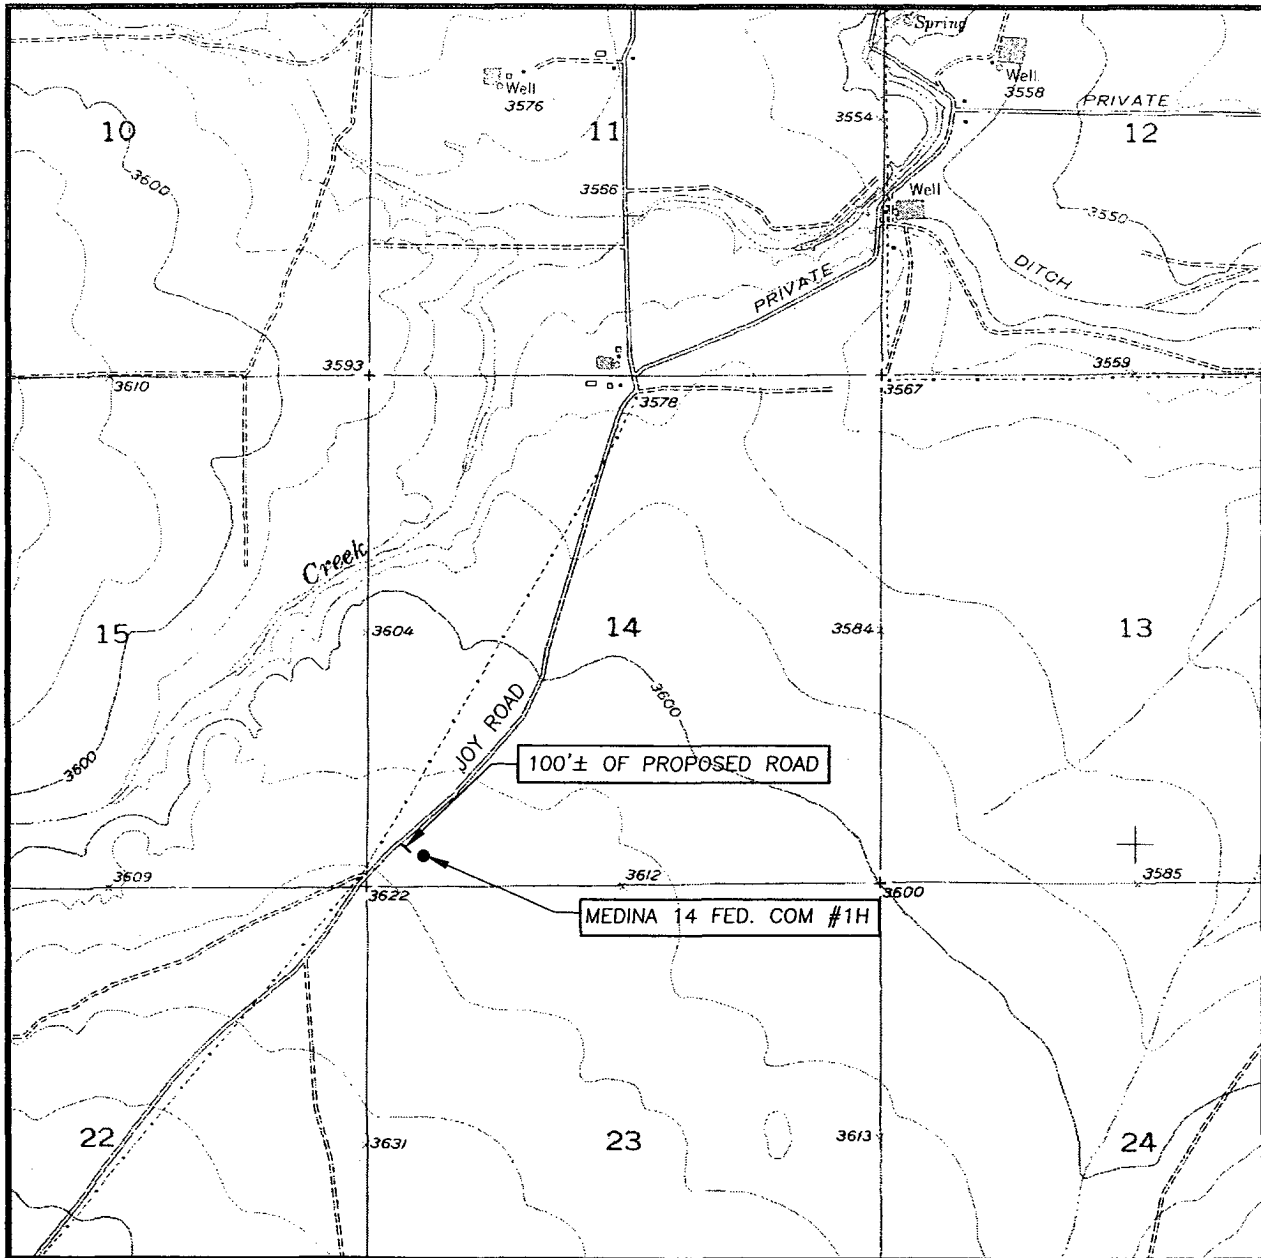 Spring
Well
3576
Well
3558
PRIVATE
3554
10
11
12
3600
3566
Well
3550
DITCH
PRIVATE
3593
3610
3559
3578
3567
Creek
15
3604
14
3584
13
3600
JOY ROAD
100'± OF PROPOSED ROAD
3600
3609
3622
3612
3600
3585
MEDINA 14 FED. COM #1H
22
3631
23
3613
24